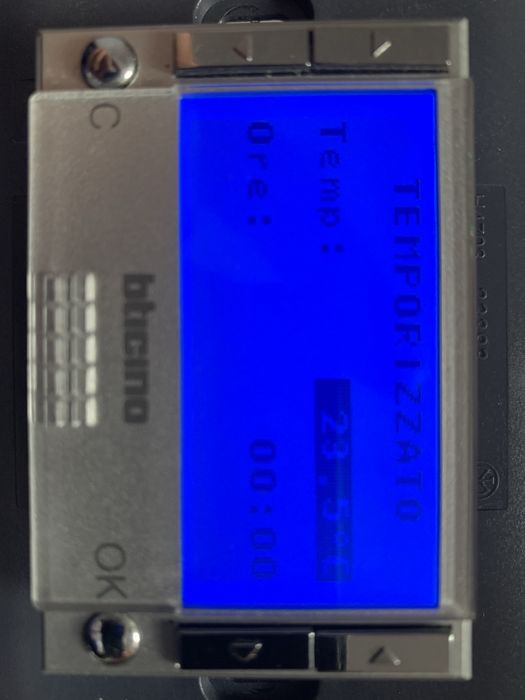 TEMPORIZZATO
Temp: 23.5°C
Ore: 00:00
bticino
C OK